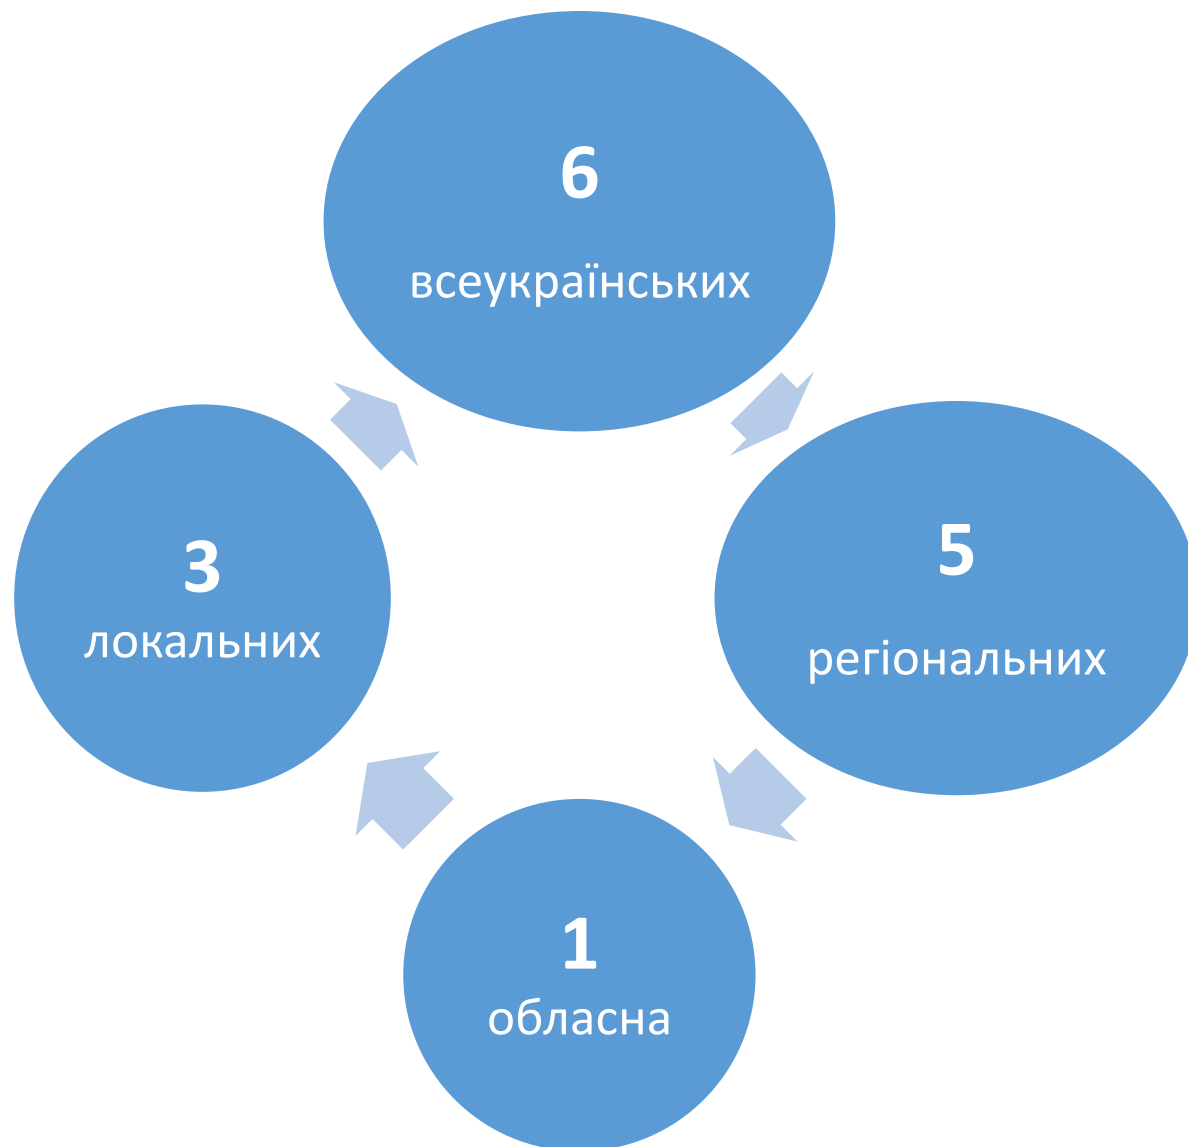 6
всеукраїнських
5
регіональних
1
обласна
3
локальних